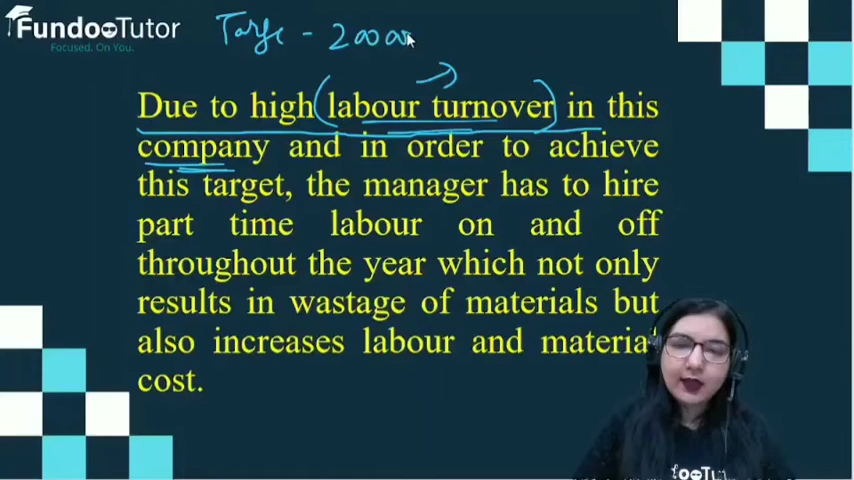 FundooTutor
Focused. On You.
Due to high (labour turnover) in this
company and in order to achieve
this target, the manager has to hire
part time labour on and off
throughout the year which not only
results in wastage of materials but
also increases labour and material
cost.